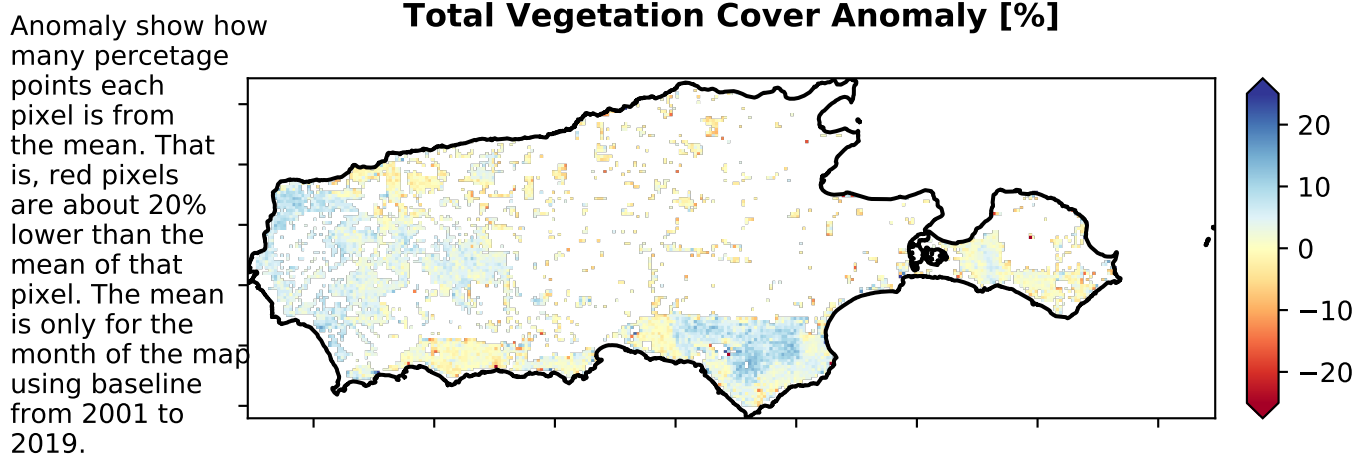 Total Vegetation Cover Anomaly [%]
Anomaly show how
many percetage
points each
pixel is from
the mean. That
is, red pixels
are about 20%
lower than the
mean of that
pixel. The mean
is only for the
month of the map
using baseline
from 2001 to
2019.
20
10
0
−10
−20